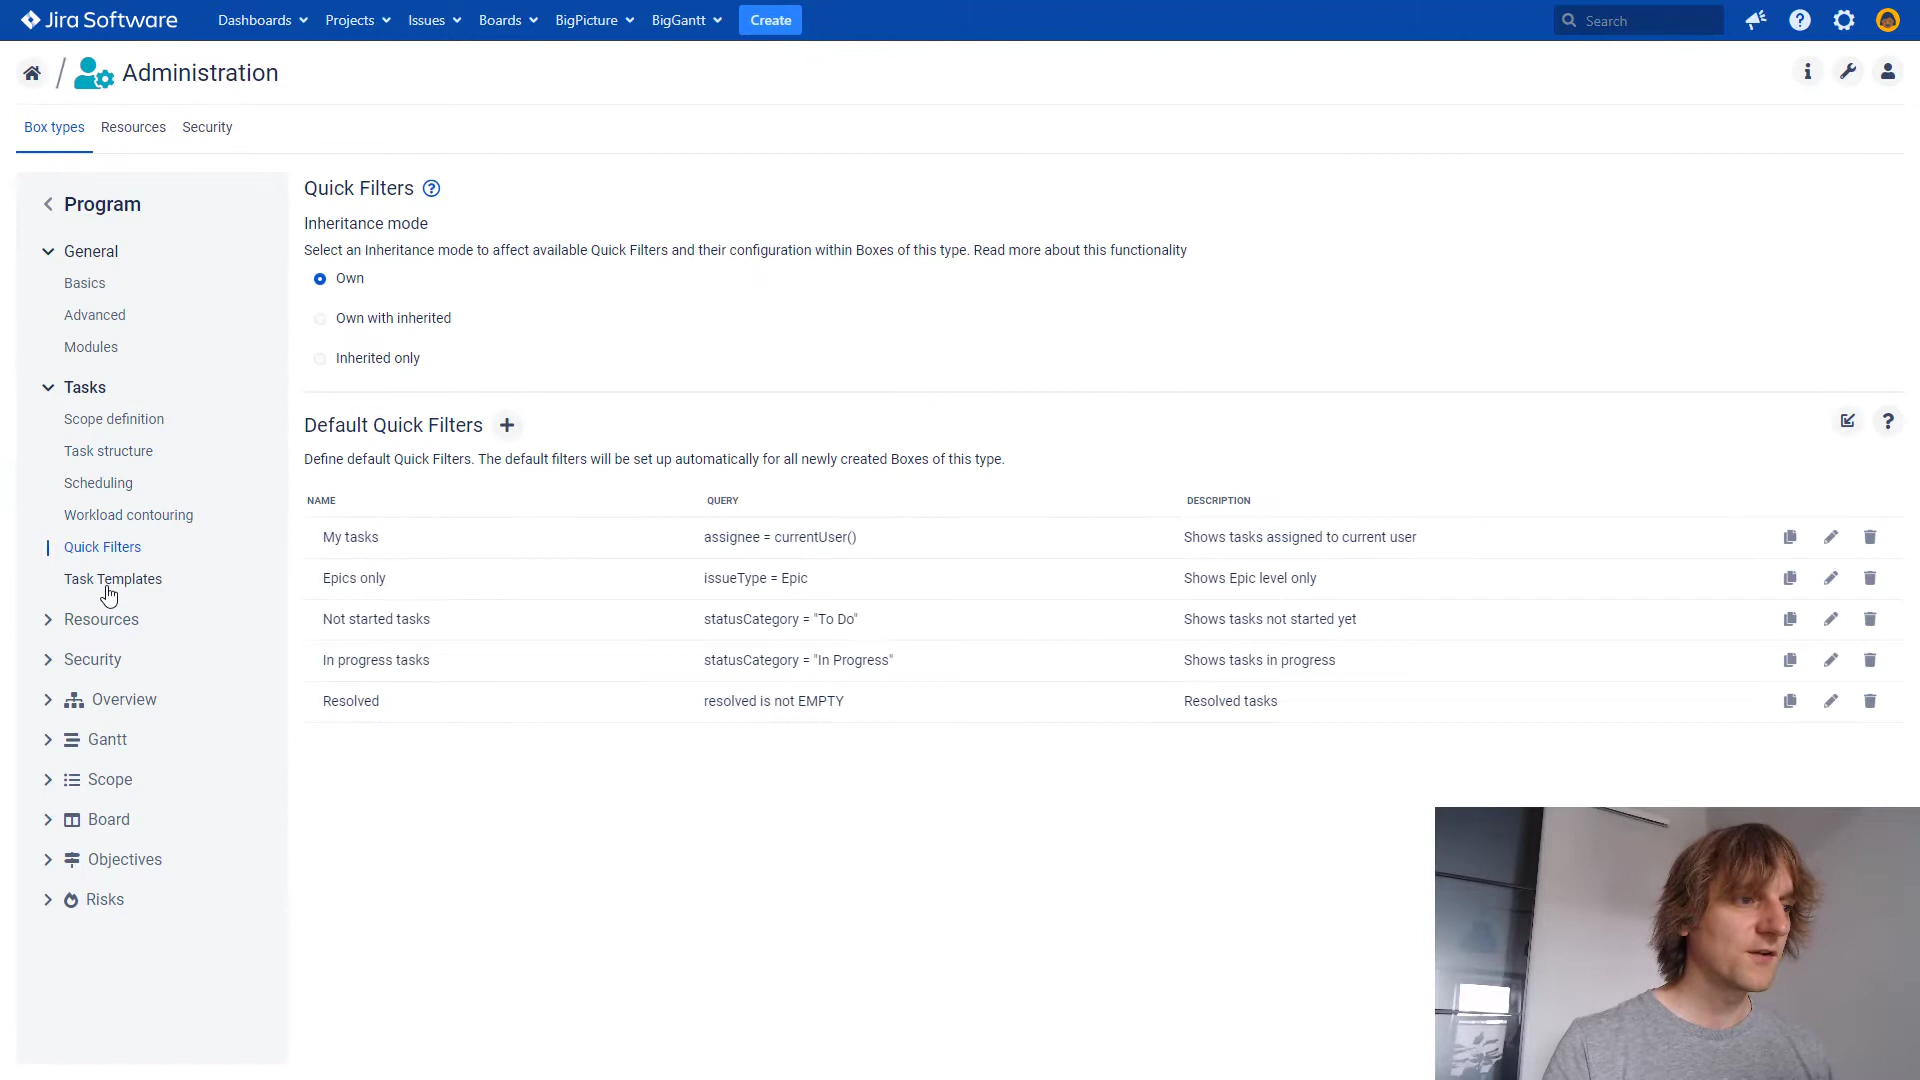 Jira Software Dashboards Projects Issues Boards BigPicture BigGantt Create Search
/ Administration
Box types Resources Security
Program
General
Basics
Advanced
Modules
Tasks
Scope definition
Task structure
Scheduling
Workload contouring
Quick Filters
Task Templates
Resources
Security
Overview
Gantt
Scope
Board
Objectives
Risks
Quick Filters ?
Inheritance mode
Select an Inheritance mode to affect available Quick Filters and their configuration within Boxes of this type. Read more about this functionality
Own
Own with inherited
Inherited only
Default Quick Filters +
Define default Quick Filters. The default filters will be set up automatically for all newly created Boxes of this type.
NAME QUERY DESCRIPTION
My tasks assignee = currentUser() Shows tasks assigned to current user
Epics only issueType = Epic Shows Epic level only
Not started tasks statusCategory = "To Do" Shows tasks not started yet
In progress tasks statusCategory = "In Progress" Shows tasks in progress
Resolved resolved is not EMPTY Resolved tasks